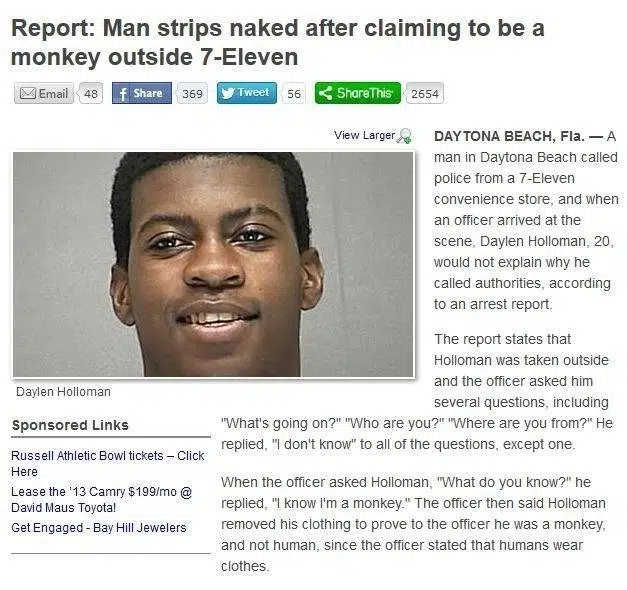 Report: Man strips naked after claiming to be a
monkey outside 7-Eleven
Email 48 Share 369 Tweet 56 ShareThis 2654
View Larger
Daylen Holloman
DAYTONA BEACH, Fla. — A
man in Daytona Beach called
police from a 7-Eleven
convenience store, and when
an officer arrived at the
scene, Daylen Holloman, 20,
would not explain why he
called authorities, according
to an arrest report.
The report states that
Holloman was taken outside
and the officer asked him
several questions, including
"What's going on?" "Who are you?" "Where are you from?" He
replied, "I don't know" to all of the questions, except one.
When the officer asked Holloman, "What do you know?" he
replied, "I know I'm a monkey." The officer then said Holloman
removed his clothing to prove to the officer he was a monkey,
and not human, since the officer stated that humans wear
clothes.
Sponsored Links
Russell Athletic Bowl tickets – Click
Here
Lease the '13 Camry $199/mo @
David Maus Toyota!
Get Engaged - Bay Hill Jewelers